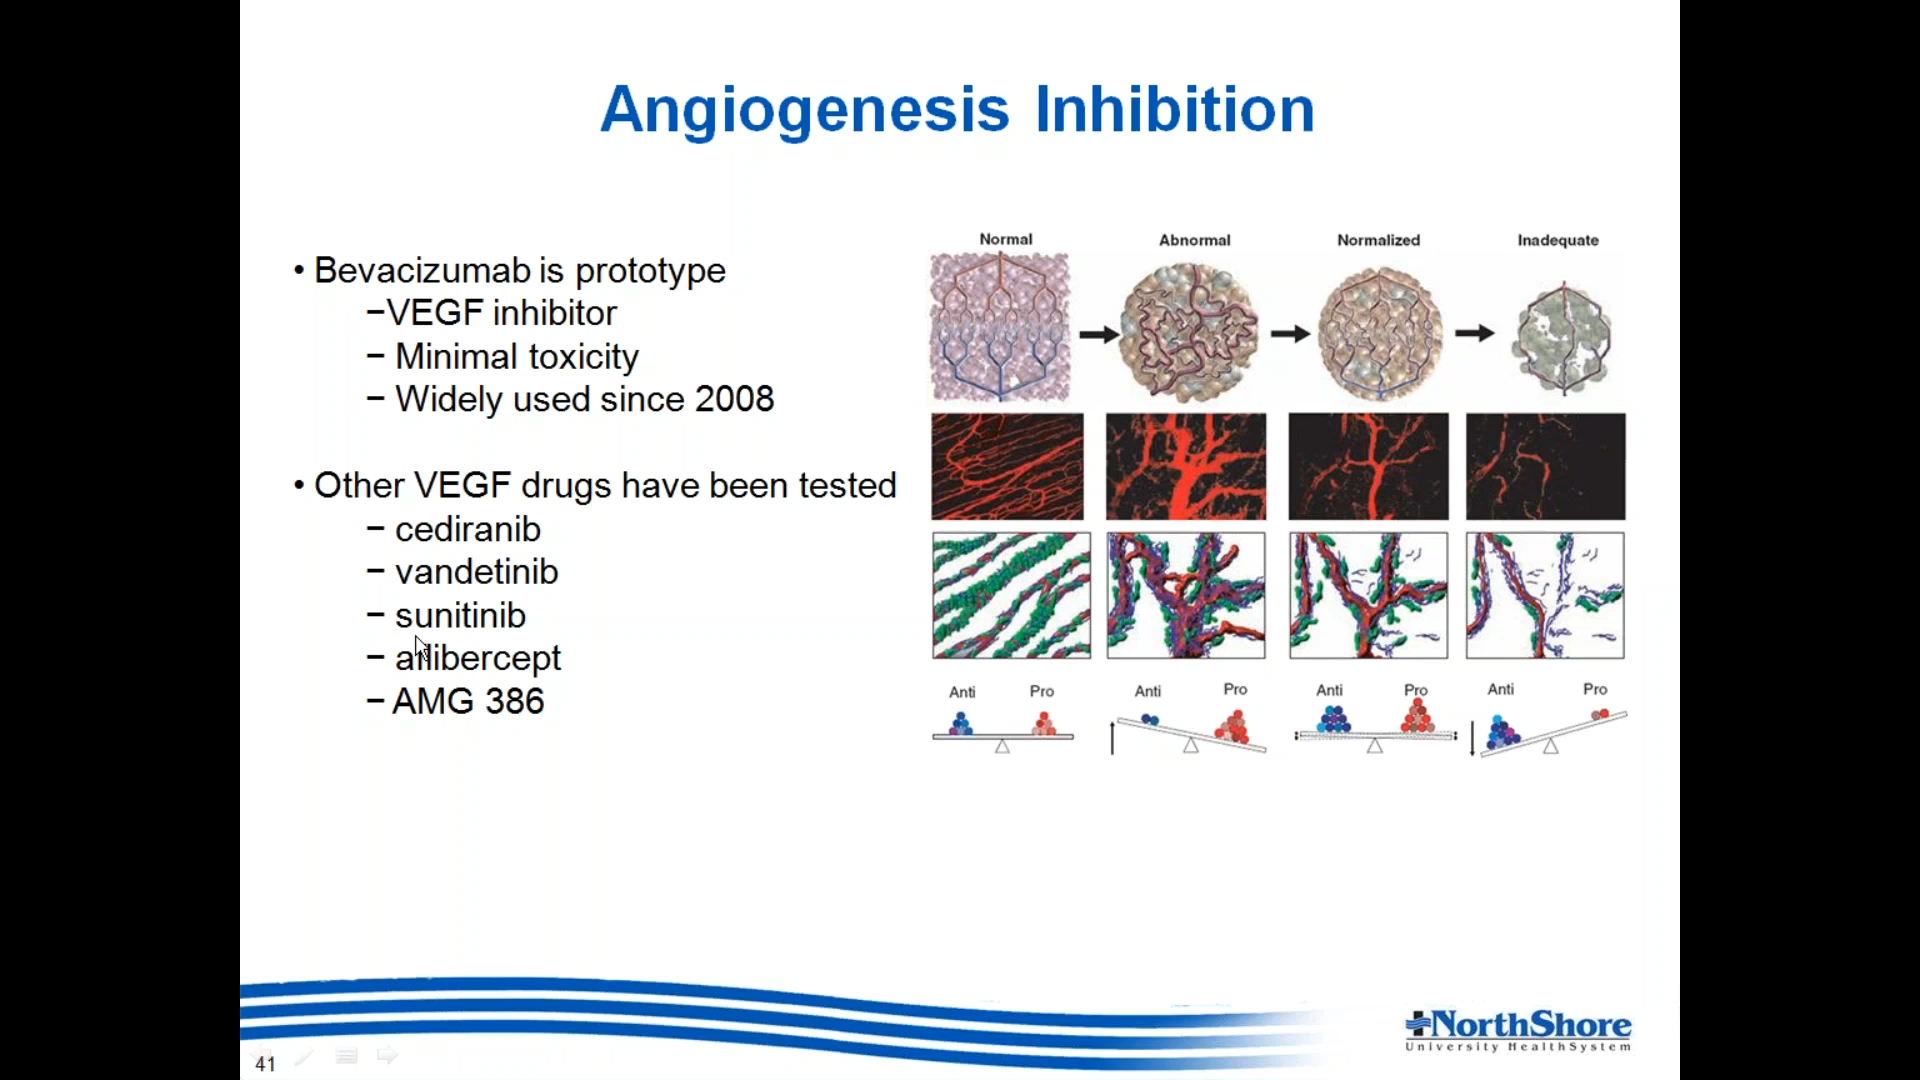 Angiogenesis Inhibition
• Bevacizumab is prototype
–VEGF inhibitor
– Minimal toxicity
– Widely used since 2008
• Other VEGF drugs have been tested
– cediranib
– vandetinib
– sunitinib
– aflibercept
– AMG 386
Normal Abnormal Normalized Inadequate
Anti Pro Anti Pro Anti Pro Anti Pro
NorthShore
University HealthSystem
41